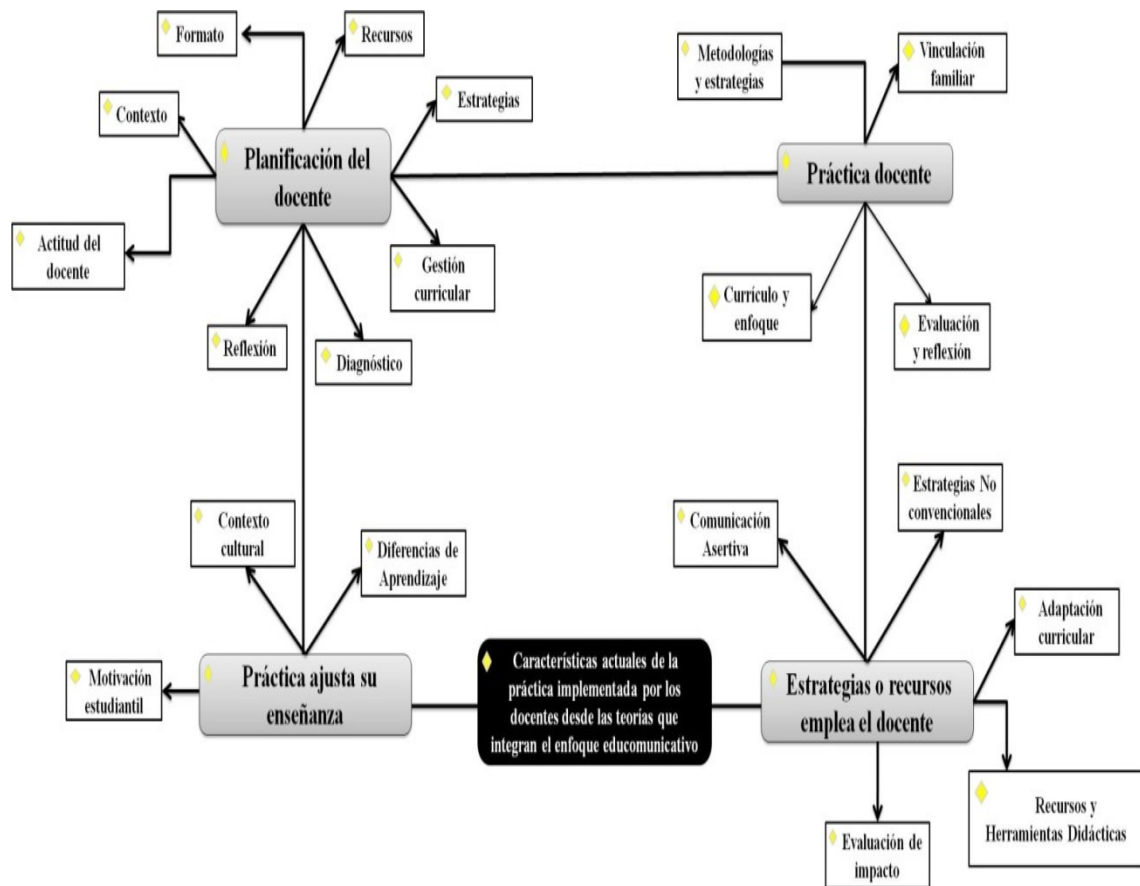 Formato
Recursos
Contexto
Estrategias
Planificación del
docente
Actitud del
docente
Gestión
curricular
Reflexión
Diagnóstico
Metodologías
y estrategias
Vinculación
familiar
Práctica docente
Currículo y
enfoque
Evaluación
y reflexión
Contexto
cultural
Diferencias de
Aprendizaje
Motivación
estudiantil
Práctica ajusta su
enseñanza
Características actuales de la
práctica implementada por los
docentes desde las teorías que
integran el enfoque educomunicativo
Comunicación
Asertiva
Estrategias No
convencionales
Adaptación
curricular
Estrategias o recursos
emplea el docente
Recursos y
Herramientas Didácticas
Evaluación de
impacto